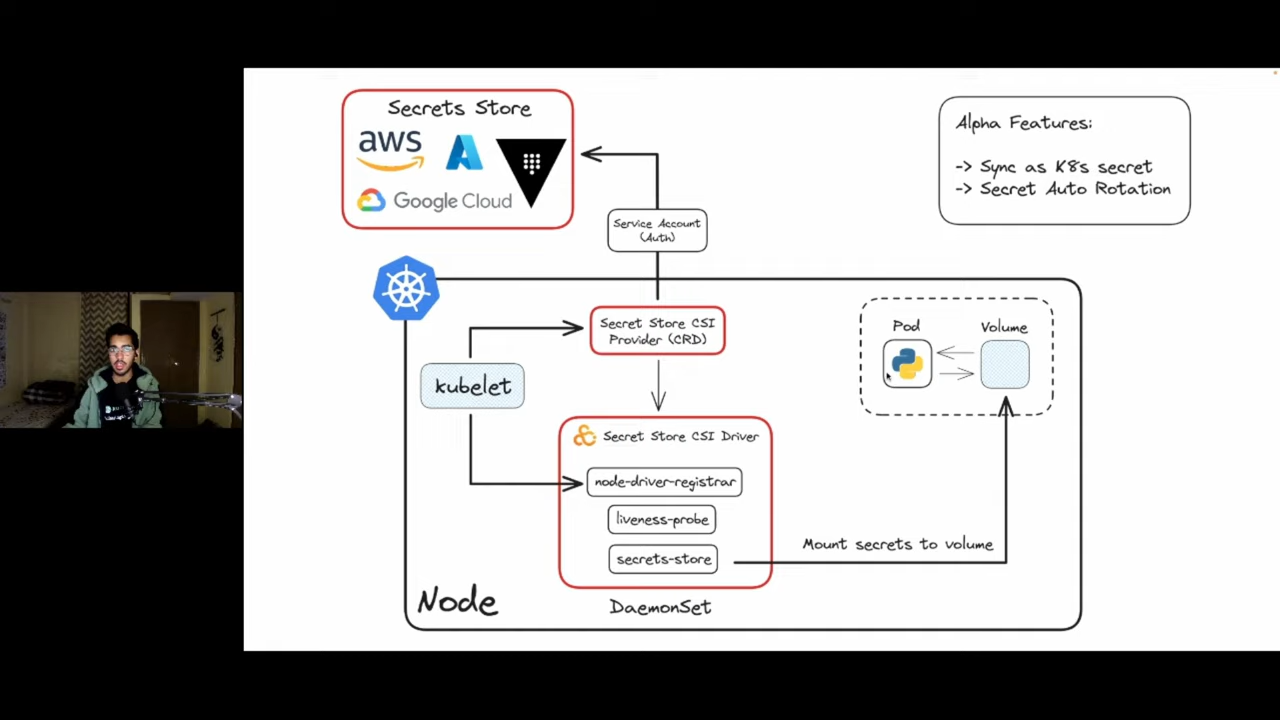 Secrets Store
aws
Google Cloud
Alpha Features:
-> Sync as K8s secret
-> Secret Auto Rotation
Service Account
(Auth)
Secret Store CSI
Provider (CRD)
Pod
Volume
kubelet
Secret Store CSI Driver
node-driver-registrar
liveness-probe
secrets-store
Mount secrets to volume
Node
DaemonSet